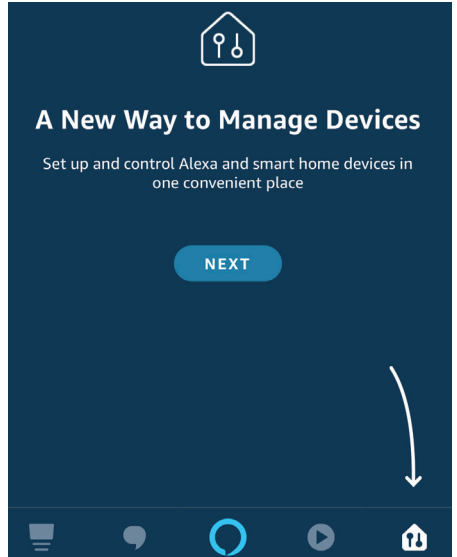 A New Way to Manage Devices
Set up and control Alexa and smart home devices in
one convenient place
NEXT